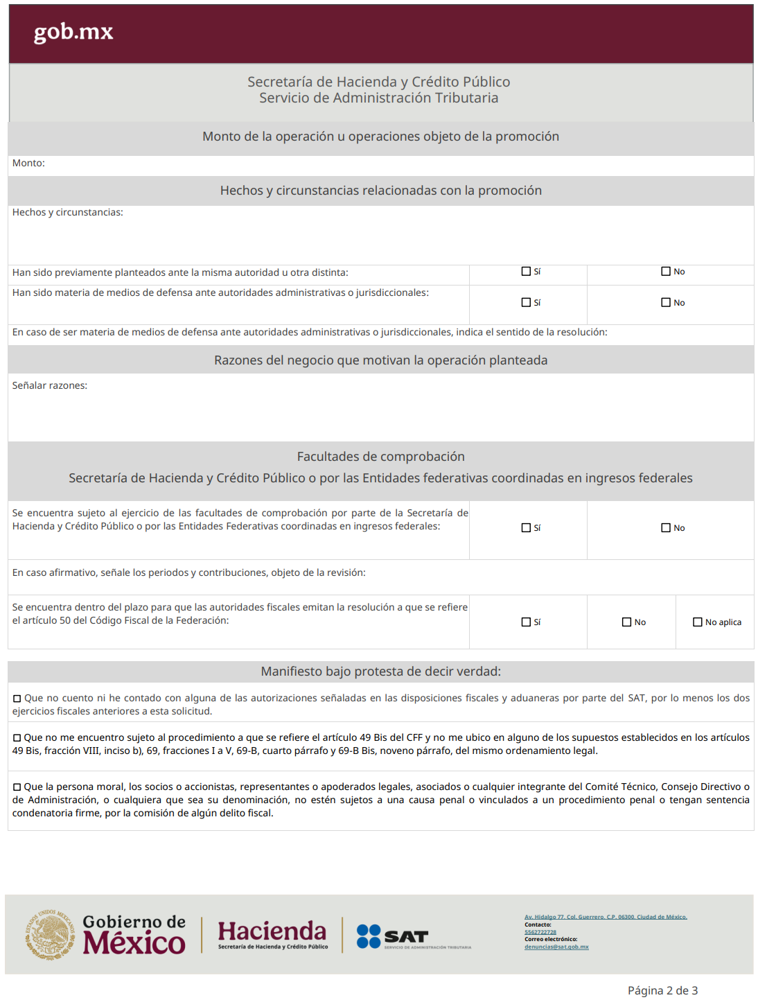 gob.mx
Secretaría de Hacienda y Crédito Público
Servicio de Administración Tributaria
Monto de la operación u operaciones objeto de la promoción
Monto:
Hechos y circunstancias relacionadas con la promoción
Hechos y circunstancias:
Han sido previamente planteados ante la misma autoridad u otra distinta: ☐ Sí ☐ No
Han sido materia de medios de defensa ante autoridades administrativas o jurisdiccionales: ☐ Sí ☐ No
En caso de ser materia de medios de defensa ante autoridades administrativas o jurisdiccionales, indica el sentido de la resolución:
Razones del negocio que motivan la operación planteada
Señalar razones:
Facultades de comprobación
Secretaría de Hacienda y Crédito Público o por las Entidades federativas coordinadas en ingresos federales
Se encuentra sujeto al ejercicio de las facultades de comprobación por parte de la Secretaría de
Hacienda y Crédito Público o por las Entidades Federativas coordinadas en ingresos federales:
☐ Sí ☐ No
En caso afirmativo, señale los periodos y contribuciones, objeto de la revisión:
Se encuentra dentro del plazo para que las autoridades fiscales emitan la resolución a que se refiere
el artículo 50 del Código Fiscal de la Federación:
☐ Sí ☐ No ☐ No aplica
Manifiesto bajo protesta de decir verdad:
☐ Que no cuento ni he contado con alguna de las autorizaciones señaladas en las disposiciones fiscales y aduaneras por parte del SAT, por lo menos los dos
ejercicios fiscales anteriores a esta solicitud.
☐ Que no me encuentro sujeto al procedimiento a que se refiere el artículo 49 Bis del CFF y no me ubico en alguno de los supuestos establecidos en los artículos
49 Bis, fracción VIII, inciso b), 69, fracciones I a V, 69-B, cuarto párrafo y 69-B Bis, noveno párrafo, del mismo ordenamiento legal.
☐ Que la persona moral, los socios o accionistas, representantes o apoderados legales, asociados o cualquier integrante del Comité Técnico, Consejo Directivo o
de Administración, o cualquiera que sea su denominación, no estén sujetos a una causa penal o vinculados a un procedimiento penal o tengan sentencia
condenatoria firme, por la comisión de algún delito fiscal.
ESTADOS UNIDOS MEXICANOS
Gobierno de
México
Hacienda
Secretaría de Hacienda y Crédito Público
SAT
SERVICIO DE ADMINISTRACIÓN TRIBUTARIA
Av. Hidalgo 77, Col. Guerrero, C.P. 06300, Ciudad de México.
Contacto:
5562722728
Correo electrónico:
denuncias@sat.gob.mx
Página 2 de 3